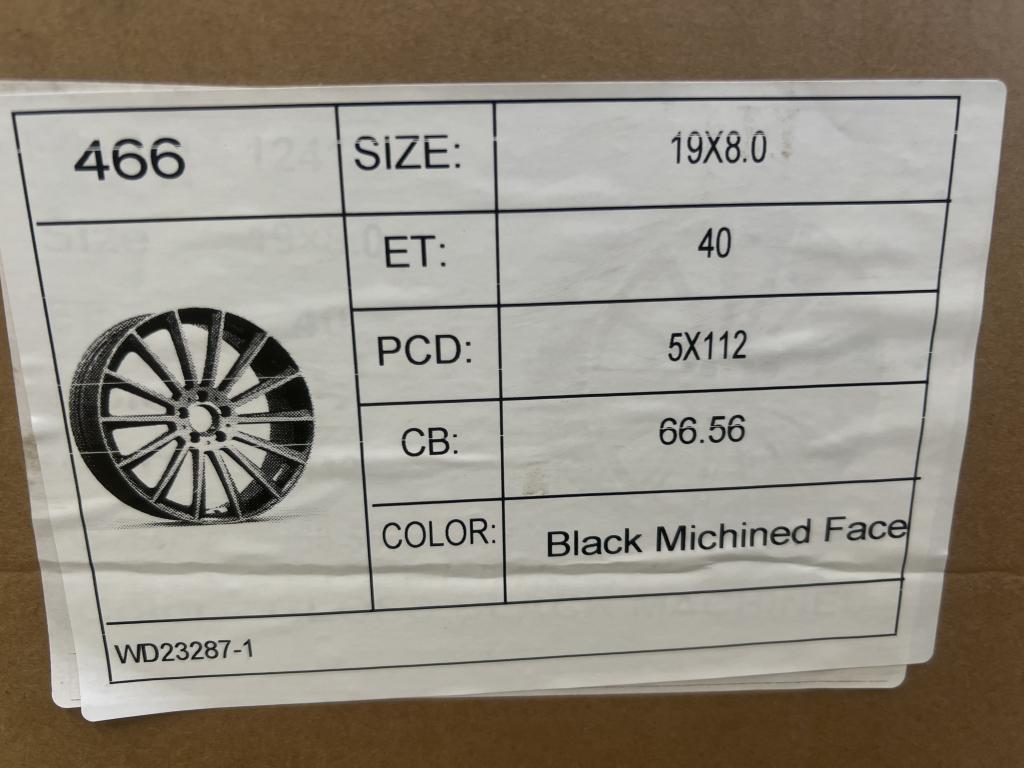 466
SIZE: 19X8.0
ET: 40
PCD: 5X112
CB: 66.56
COLOR: Black Michined Face
WD23287-1